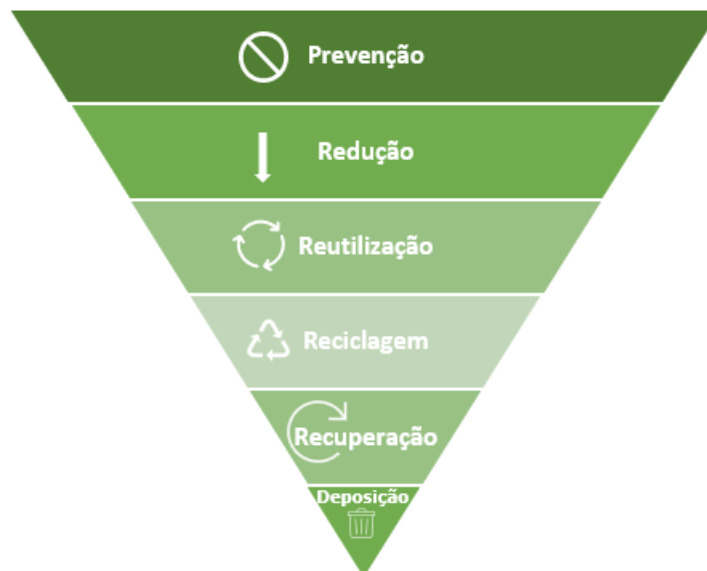 Prevenção
Redução
Reutilização
Reciclagem
Recuperação
Deposição